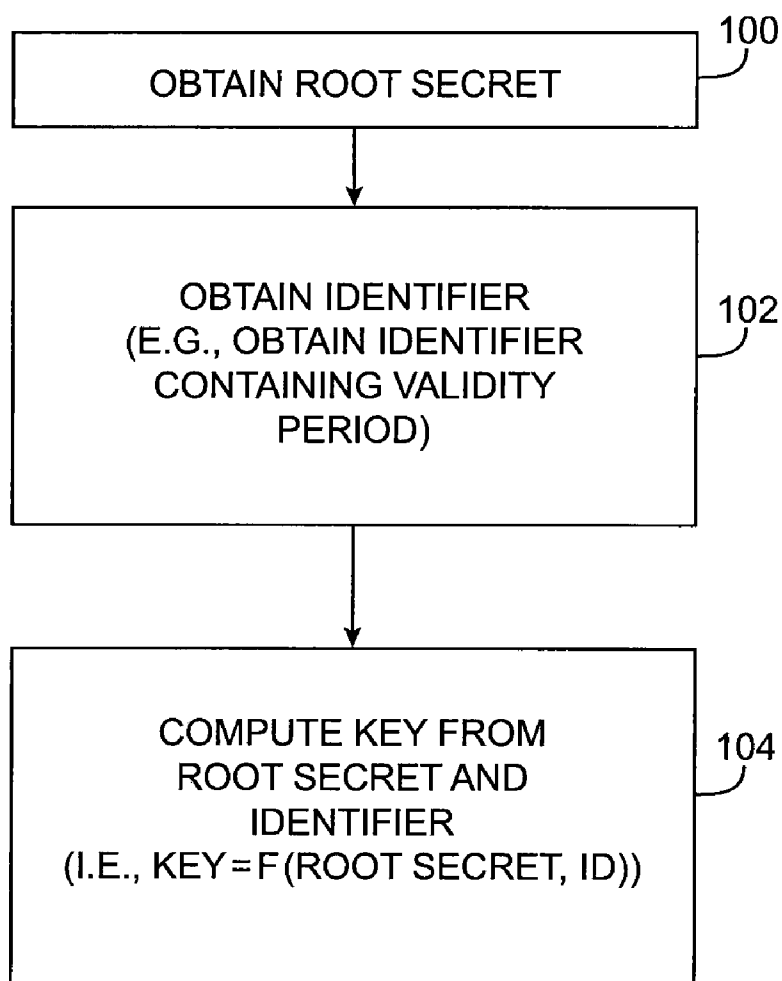 OBTAIN ROOT SECRET
100
OBTAIN IDENTIFIER
(E.G., OBTAIN IDENTIFIER
CONTAINING VALIDITY
PERIOD)
102
COMPUTE KEY FROM
ROOT SECRET AND
IDENTIFIER
(I.E., KEY=F(ROOT SECRET, ID))
104